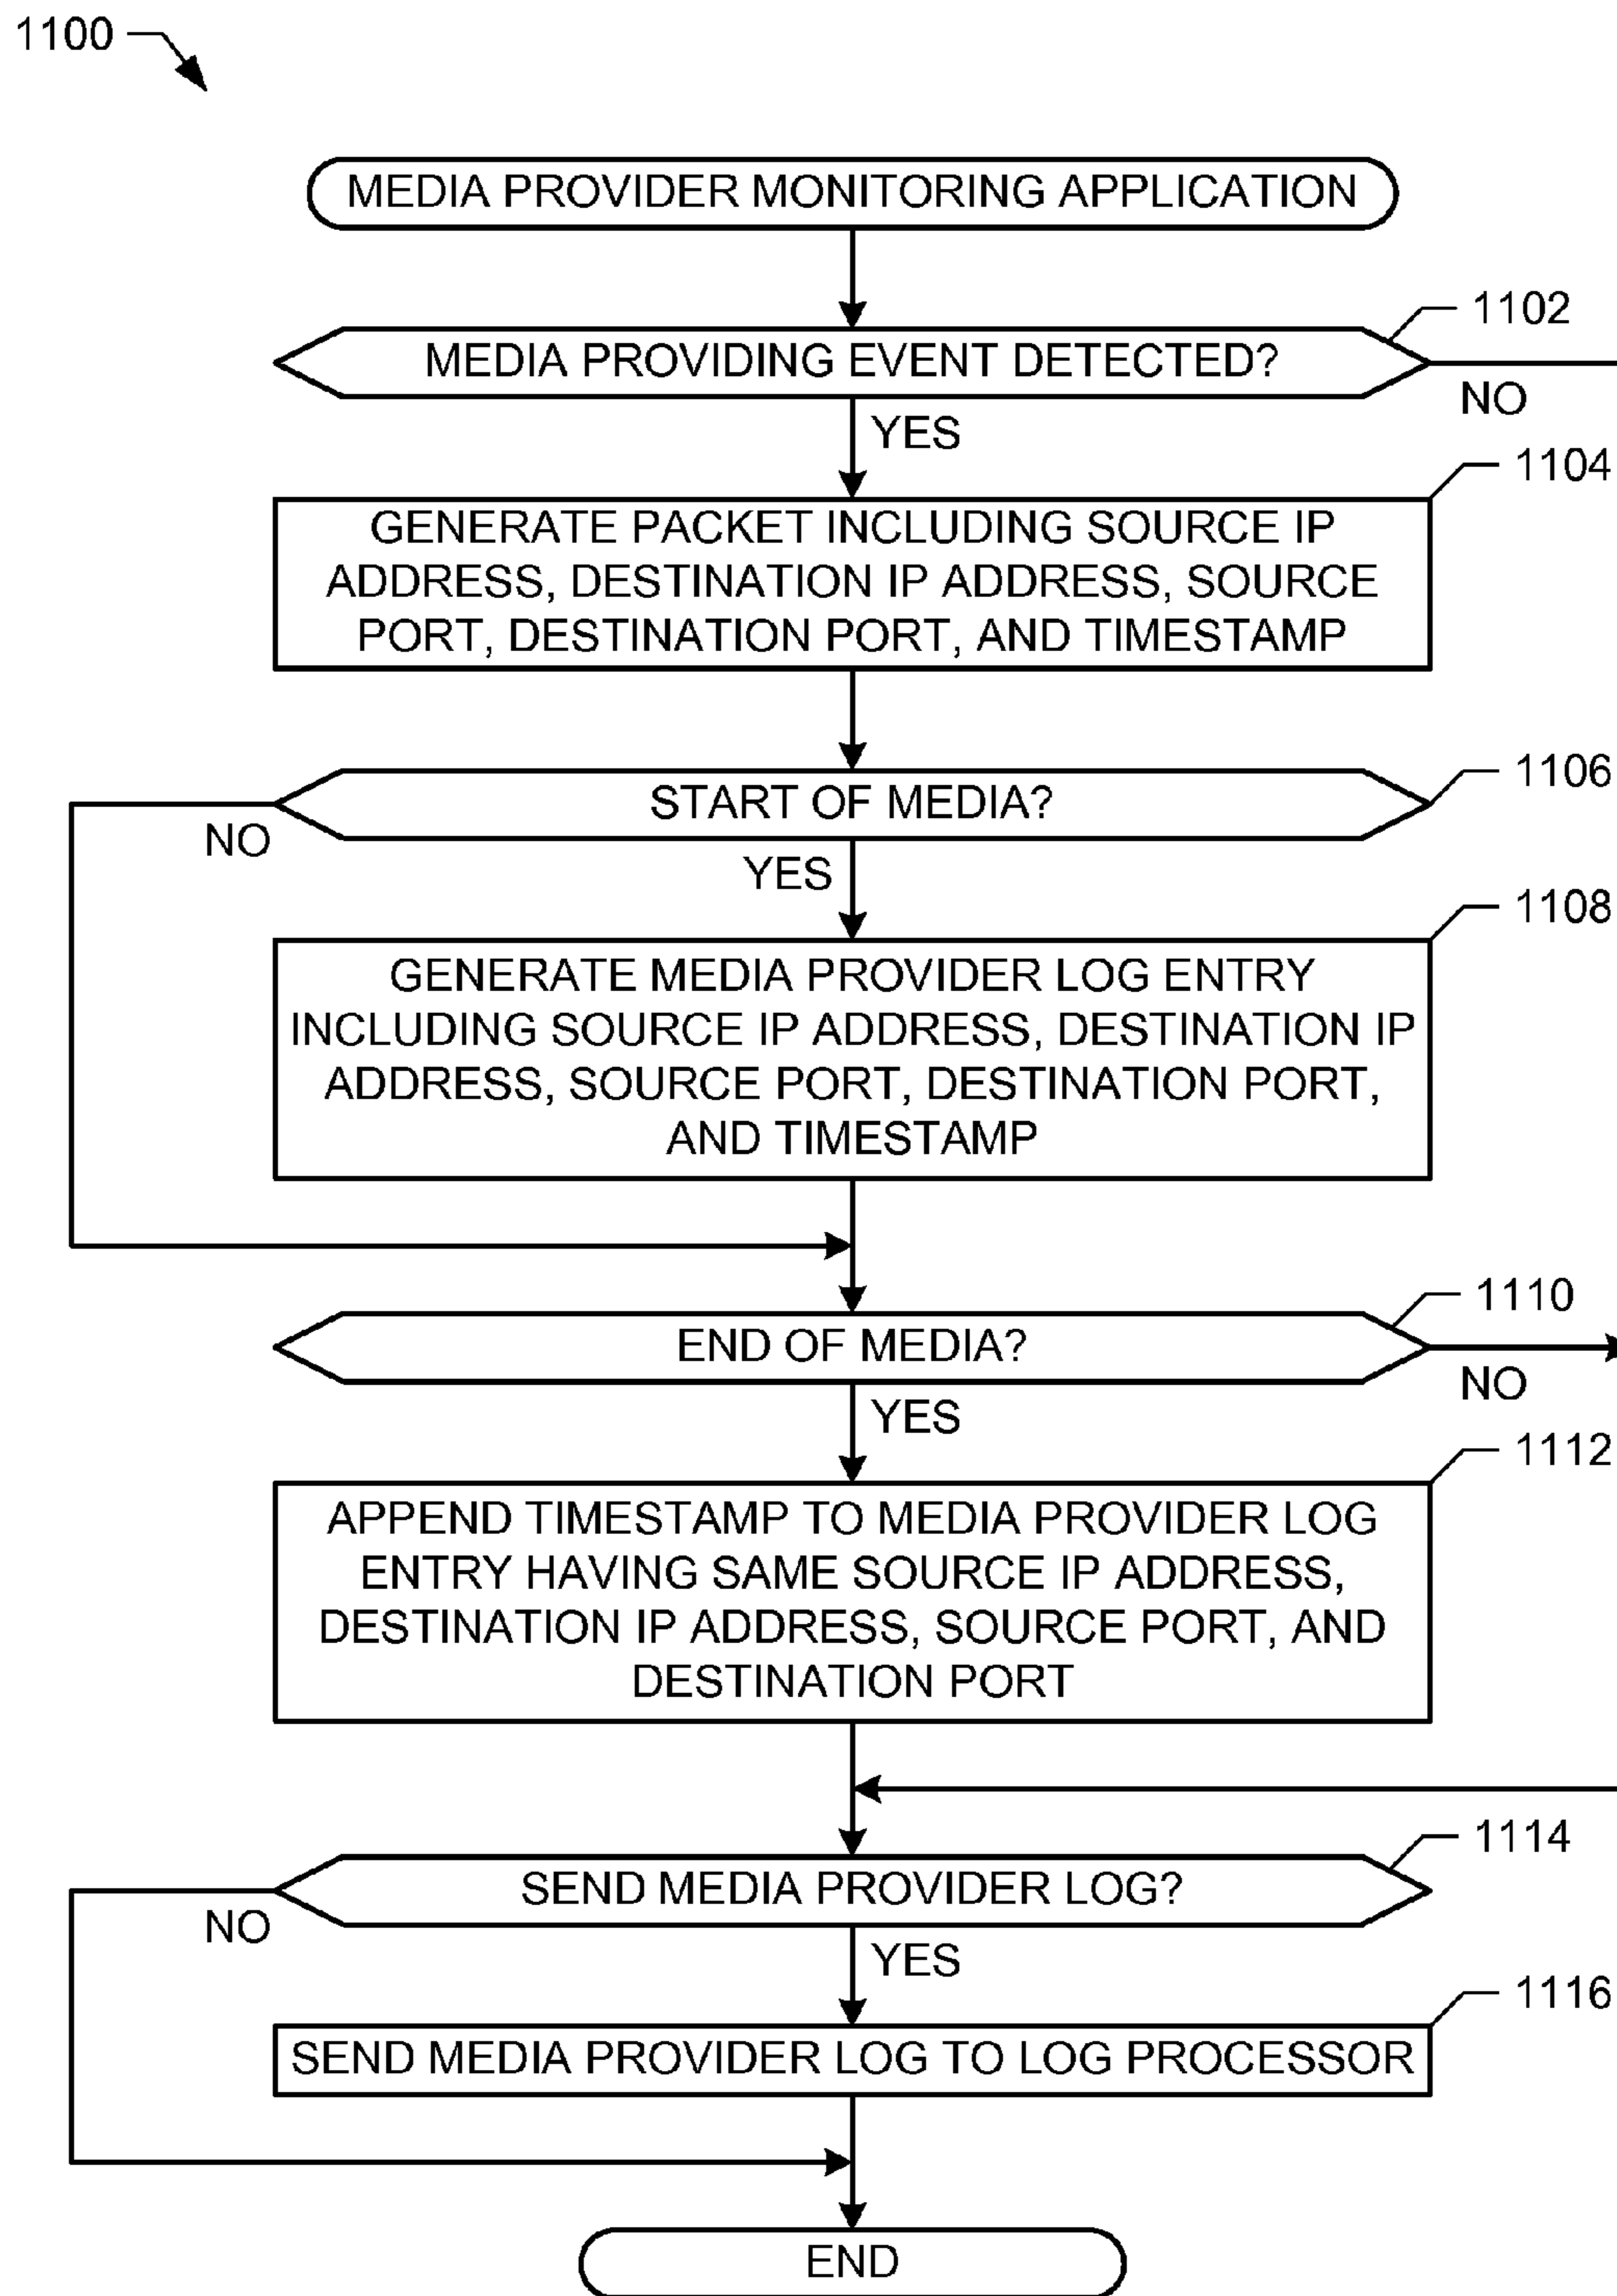 1100
MEDIA PROVIDER MONITORING APPLICATION
1102
MEDIA PROVIDING EVENT DETECTED?
NO
YES
1104
GENERATE PACKET INCLUDING SOURCE IP
ADDRESS, DESTINATION IP ADDRESS, SOURCE
PORT, DESTINATION PORT, AND TIMESTAMP
1106
START OF MEDIA?
NO
YES
1108
GENERATE MEDIA PROVIDER LOG ENTRY
INCLUDING SOURCE IP ADDRESS, DESTINATION IP
ADDRESS, SOURCE PORT, DESTINATION PORT,
AND TIMESTAMP
1110
END OF MEDIA?
NO
YES
1112
APPEND TIMESTAMP TO MEDIA PROVIDER LOG
ENTRY HAVING SAME SOURCE IP ADDRESS,
DESTINATION IP ADDRESS, SOURCE PORT, AND
DESTINATION PORT
1114
SEND MEDIA PROVIDER LOG?
NO
YES
1116
SEND MEDIA PROVIDER LOG TO LOG PROCESSOR
END